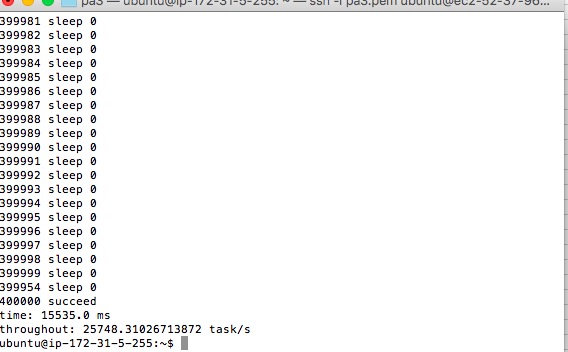 pa3 — ubuntu@ip-172-31-5-255: ~ — ssh -i pa3.pem ubuntu@ec2-52-37-96...
399981 sleep 0
399982 sleep 0
399983 sleep 0
399984 sleep 0
399985 sleep 0
399986 sleep 0
399987 sleep 0
399988 sleep 0
399989 sleep 0
399990 sleep 0
399991 sleep 0
399992 sleep 0
399993 sleep 0
399994 sleep 0
399995 sleep 0
399996 sleep 0
399997 sleep 0
399998 sleep 0
399999 sleep 0
399954 sleep 0
400000 succeed
time: 15535.0 ms
throughout: 25748.31026713872 task/s
ubuntu@ip-172-31-5-255:~$